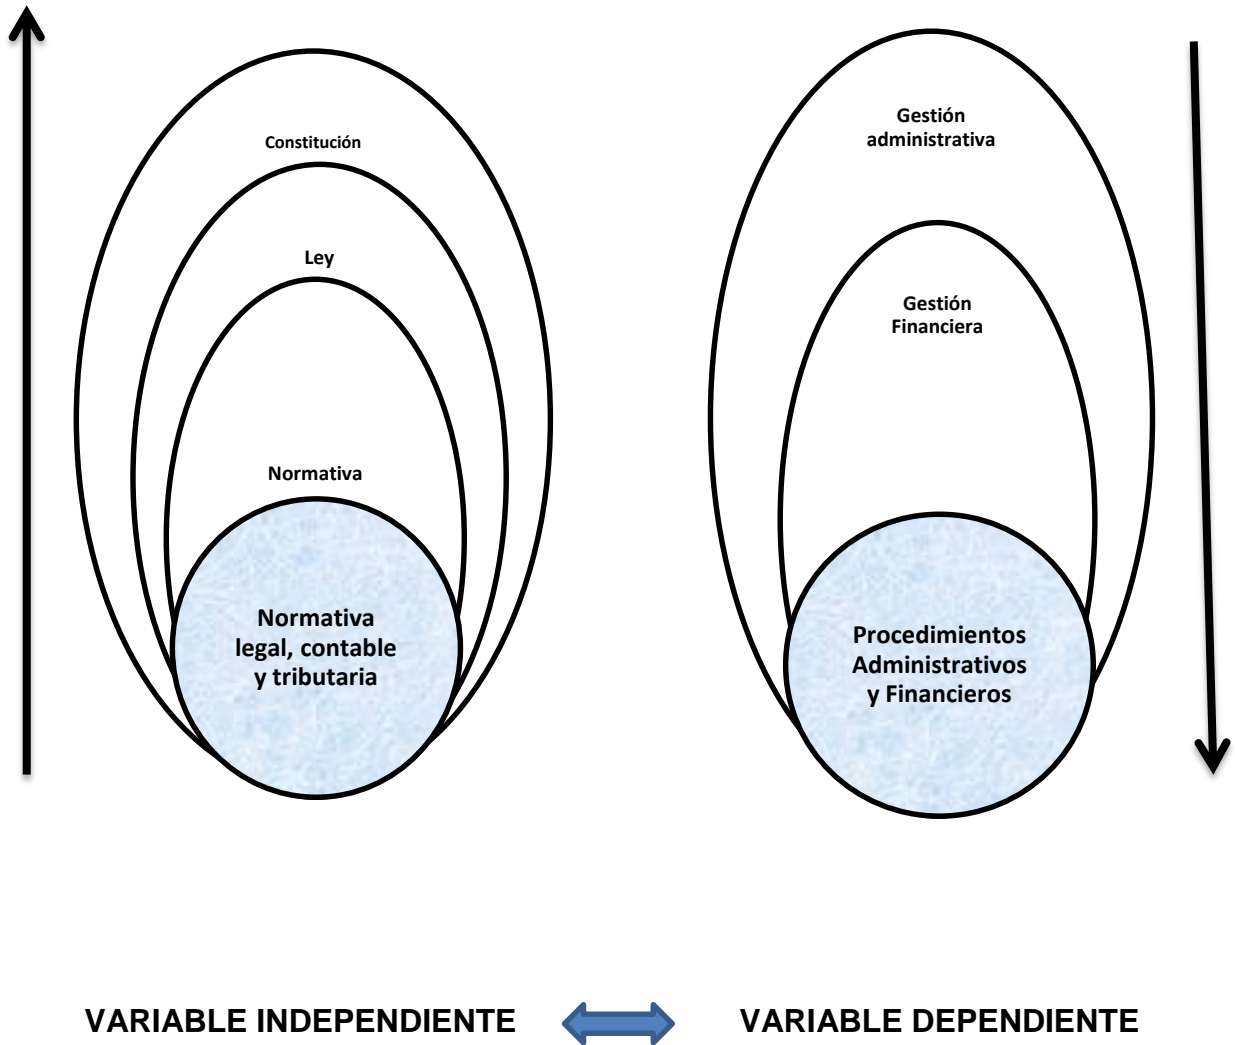 Constitución
Ley
Normativa
Normativa
legal, contable
y tributaria
Gestión
administrativa
Gestión
Financiera
Procedimientos
Administrativos
y Financieros
VARIABLE INDEPENDIENTE
VARIABLE DEPENDIENTE